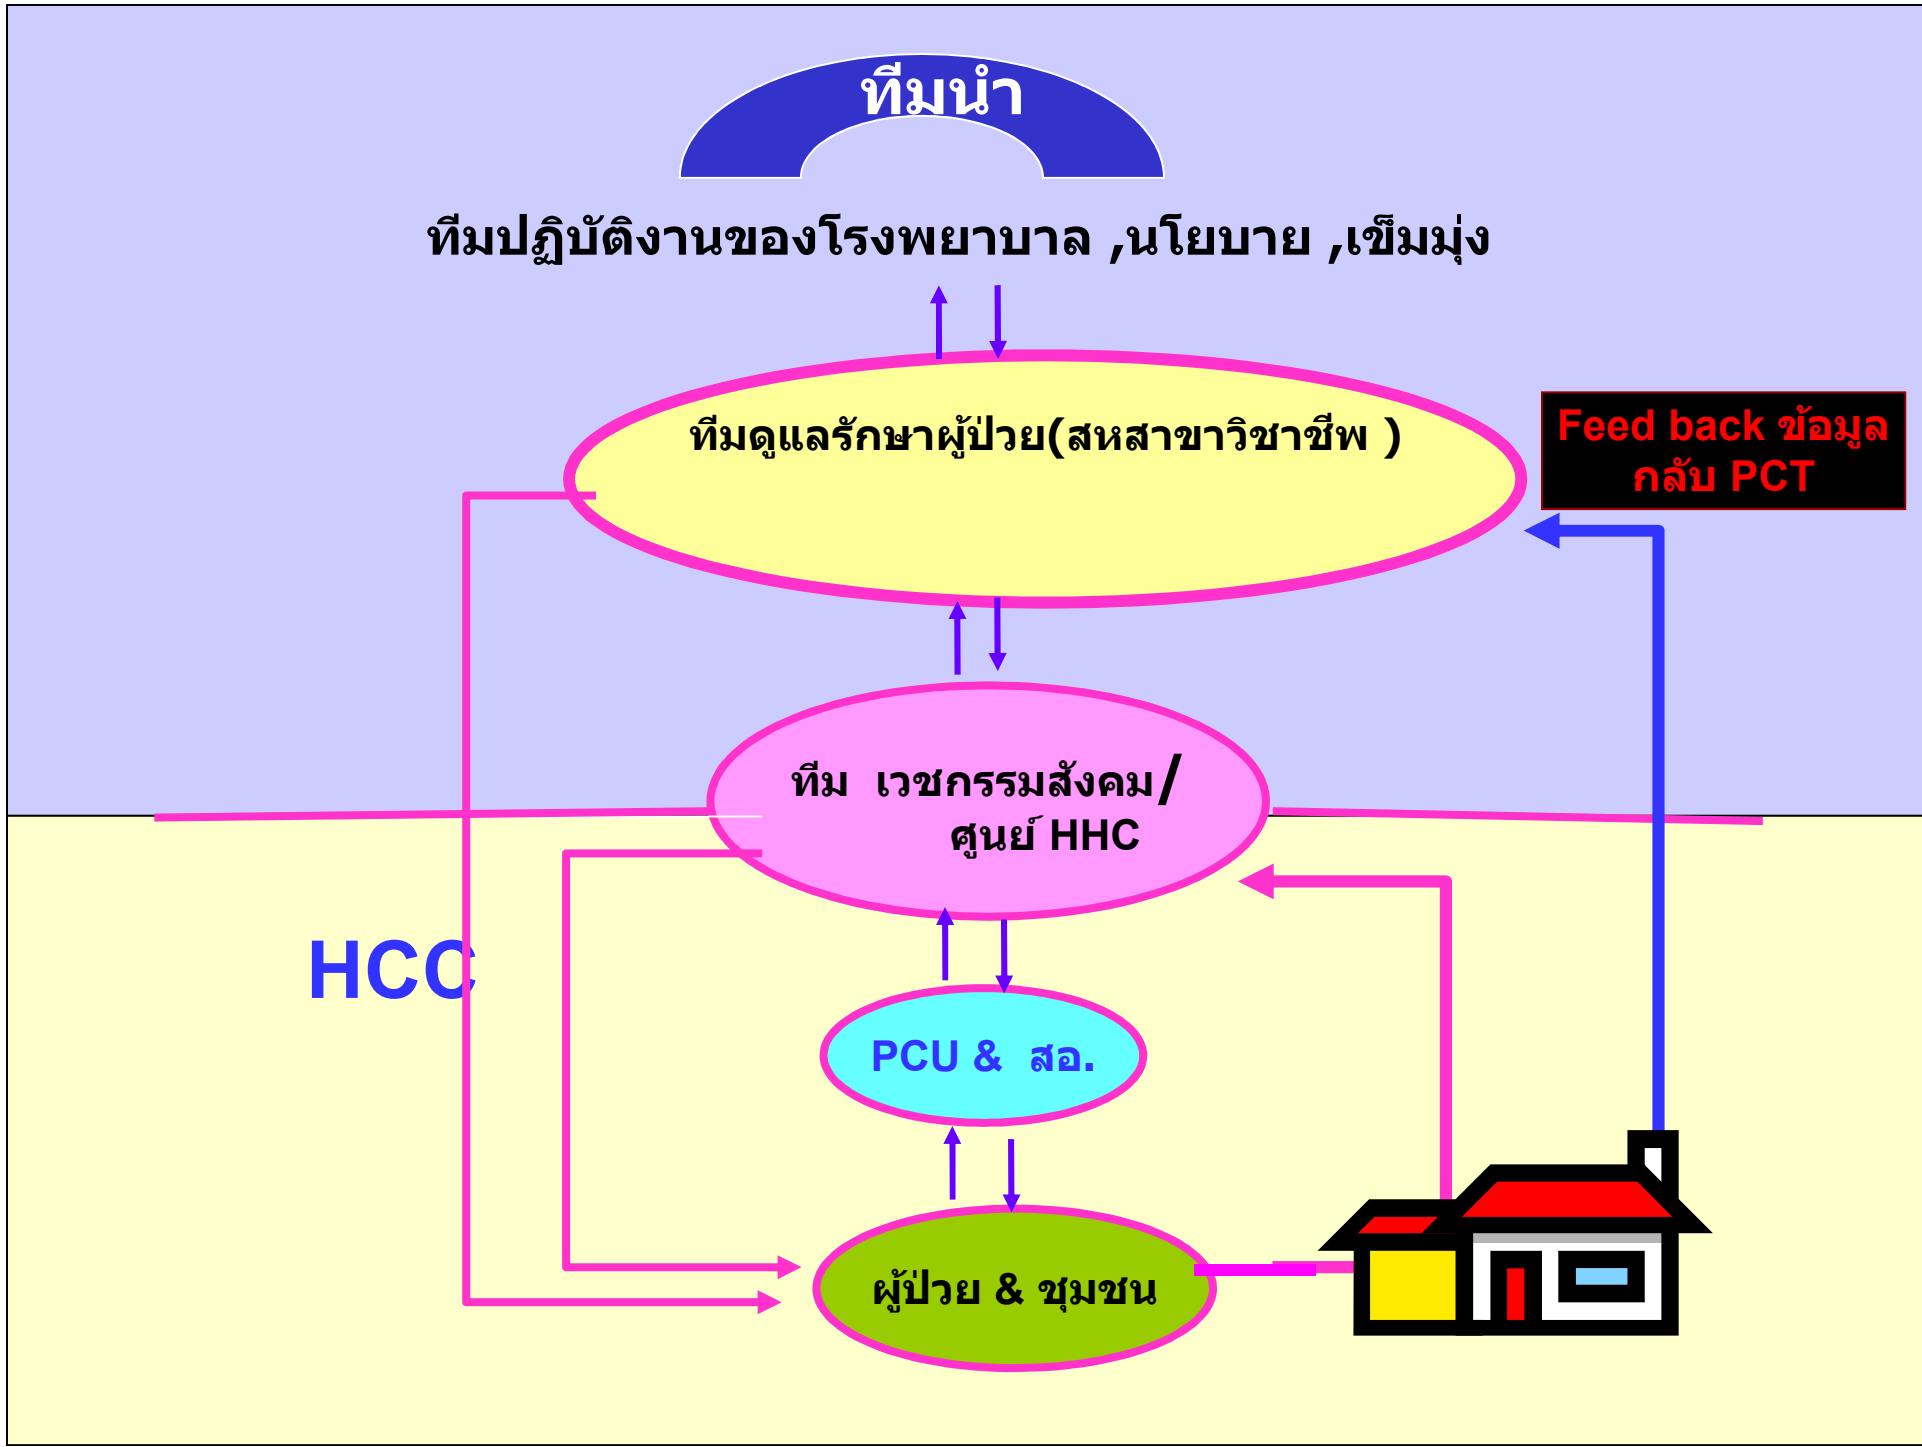 ทีมนำ
ทีมปฏิบัติงานของโรงพยาบาล ,นโยบาย ,เข็มมุ่ง
ทีมดูแลรักษาผู้ป่วย(สหสาขาวิชาชีพ )
Feed back ข้อมูล
กลับ PCT
ทีม เวชกรรมสังคม/
ศูนย์ HHC
HCC
PCU & สอ.
ผู้ป่วย & ชุมชน